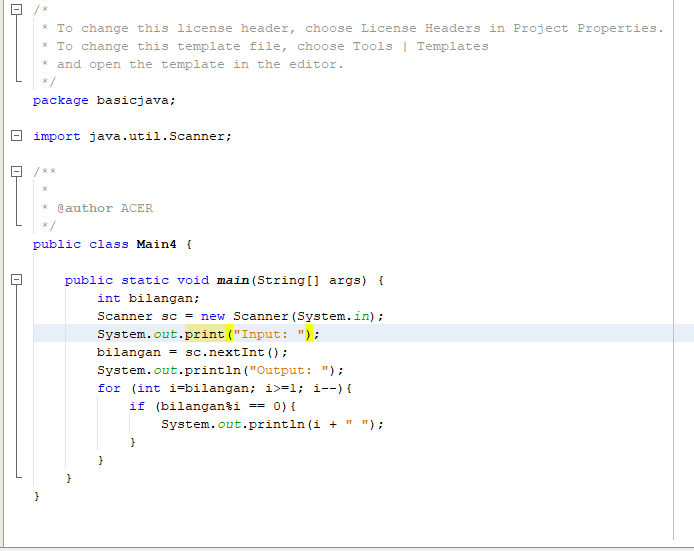 /*
 * To change this license header, choose License Headers in Project Properties.
 * To change this template file, choose Tools | Templates
 * and open the template in the editor.
 */
package basicjava;

import java.util.Scanner;

/**
 *
 * @author ACER
 */
public class Main4 {

    public static void main(String[] args) {
        int bilangan;
        Scanner sc = new Scanner(System.in);
        System.out.print("Input: ");
        bilangan = sc.nextInt();
        System.out.println("Output: ");
        for (int i=bilangan; i>=1; i--){
            if (bilangan%i == 0){
                System.out.println(i + " ");
            }
        }
    }
}